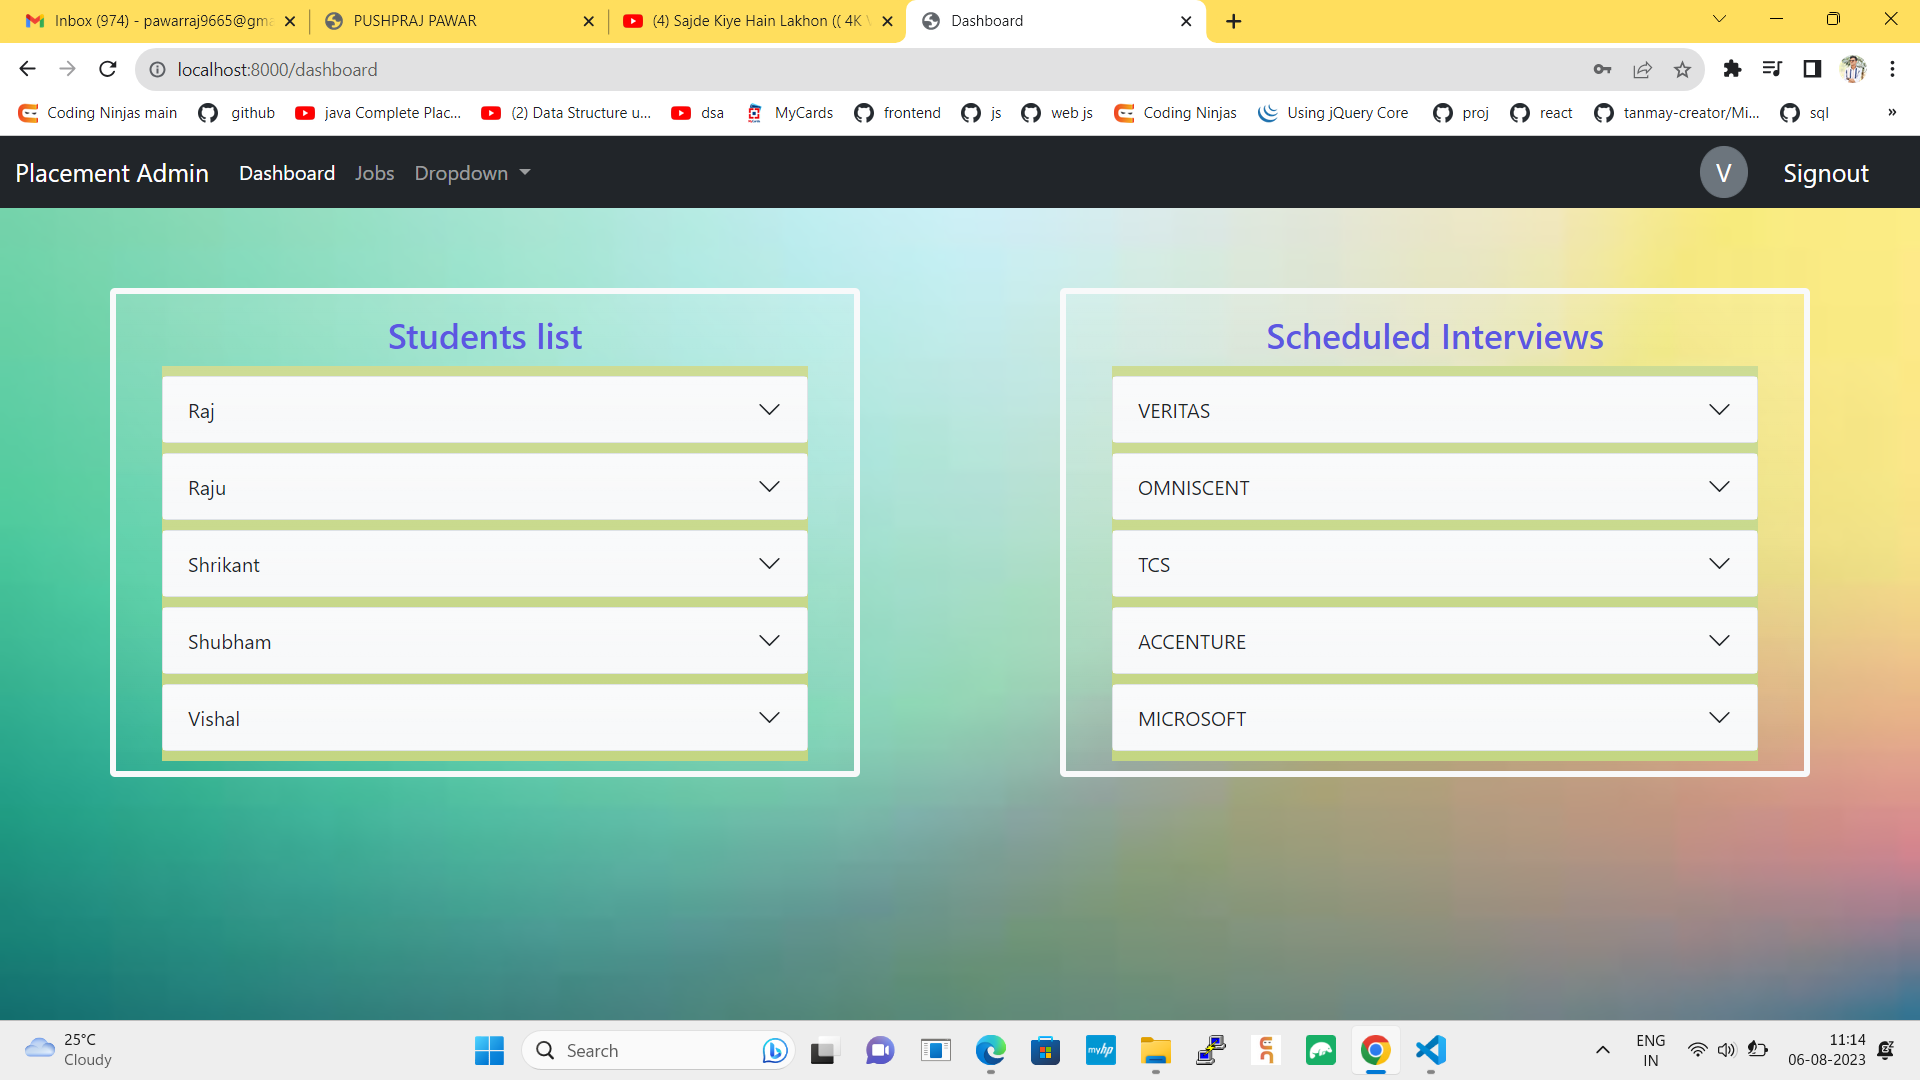 Inbox (974) - pawarraj9665@gma
PUSHPRAJ PAWAR
(4) Sajde Kiye Hain Lakhon (( 4K
Dashboard
localhost:8000/dashboard
Coding Ninjas main
github
java Complete Plac...
(2) Data Structure u...
dsa
MyCards
frontend
js
web js
Coding Ninjas
Using jQuery Core
proj
react
tanmay-creator/Mi...
sql
»
Placement Admin
Dashboard
Jobs
Dropdown
V
Signout
Students list
Raj
Raju
Shrikant
Shubham
Vishal
Scheduled Interviews
VERITAS
OMNISCENT
TCS
ACCENTURE
MICROSOFT
25°C
Cloudy
Search
myhp
ENG
IN
11:14
06-08-2023